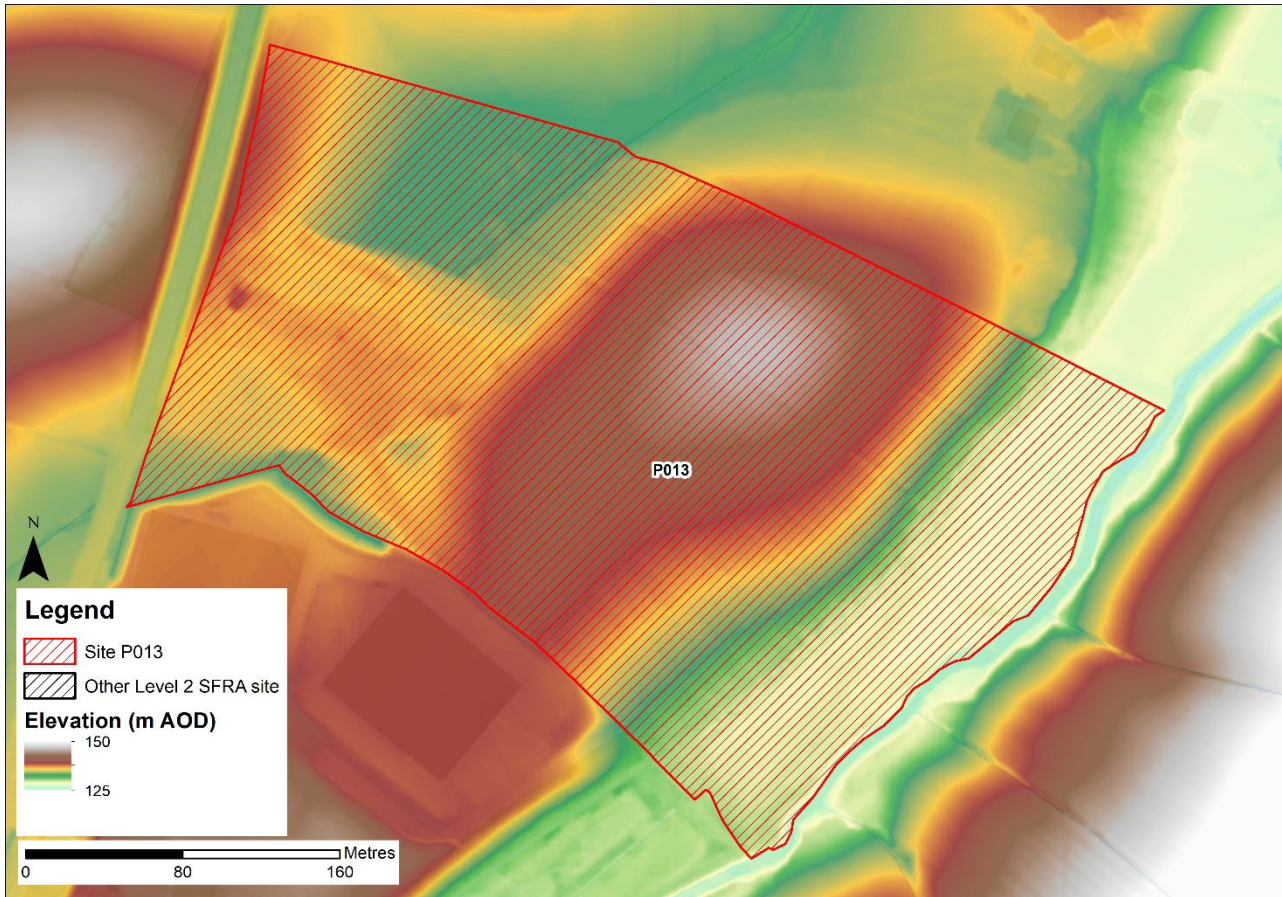 P013
N
Legend
Site P013
Other Level 2 SFRA site
Elevation (m AOD)
150
125
Metres
0 80 160